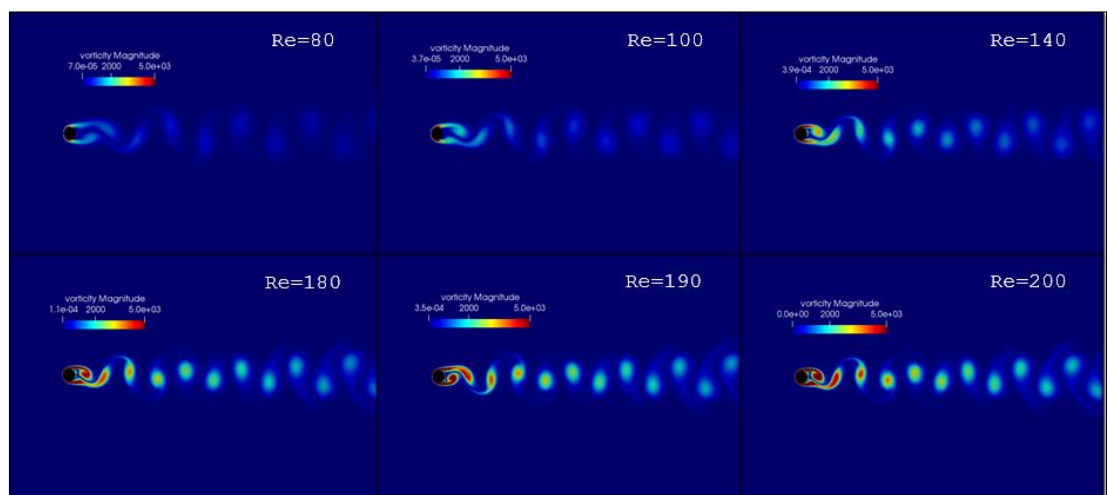 Re=80
vorticity Magnitude
7.0e-05 2000 5.0e+03
Re=100
vorticity Magnitude
3.7e-05 2000 5.0e+03
Re=140
vorticity Magnitude
3.9e-04 2000 5.0e+03
Re=180
vorticity Magnitude
1.1e-04 2000 5.0e+03
Re=190
vorticity Magnitude
3.5e-04 2000 5.0e+03
Re=200
vorticity Magnitude
0.0e+00 2000 5.0e+03